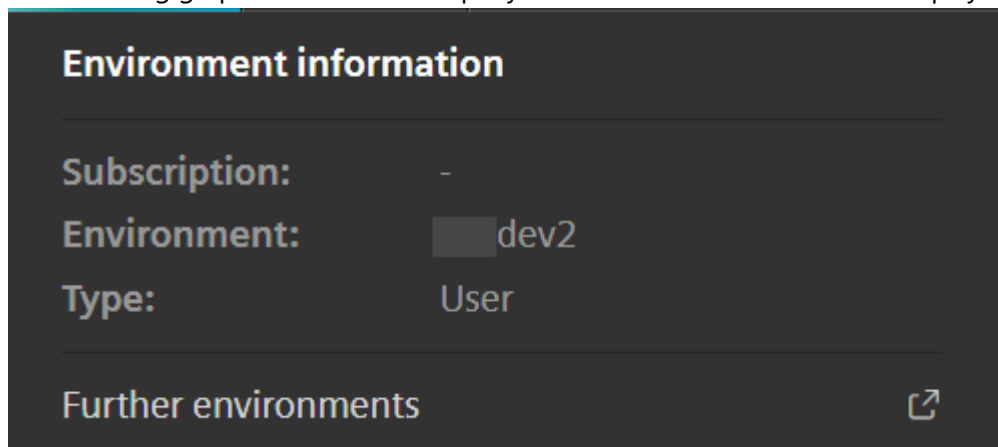 Environment information
Subscription: -
Environment: dev2
Type: User
Further environments